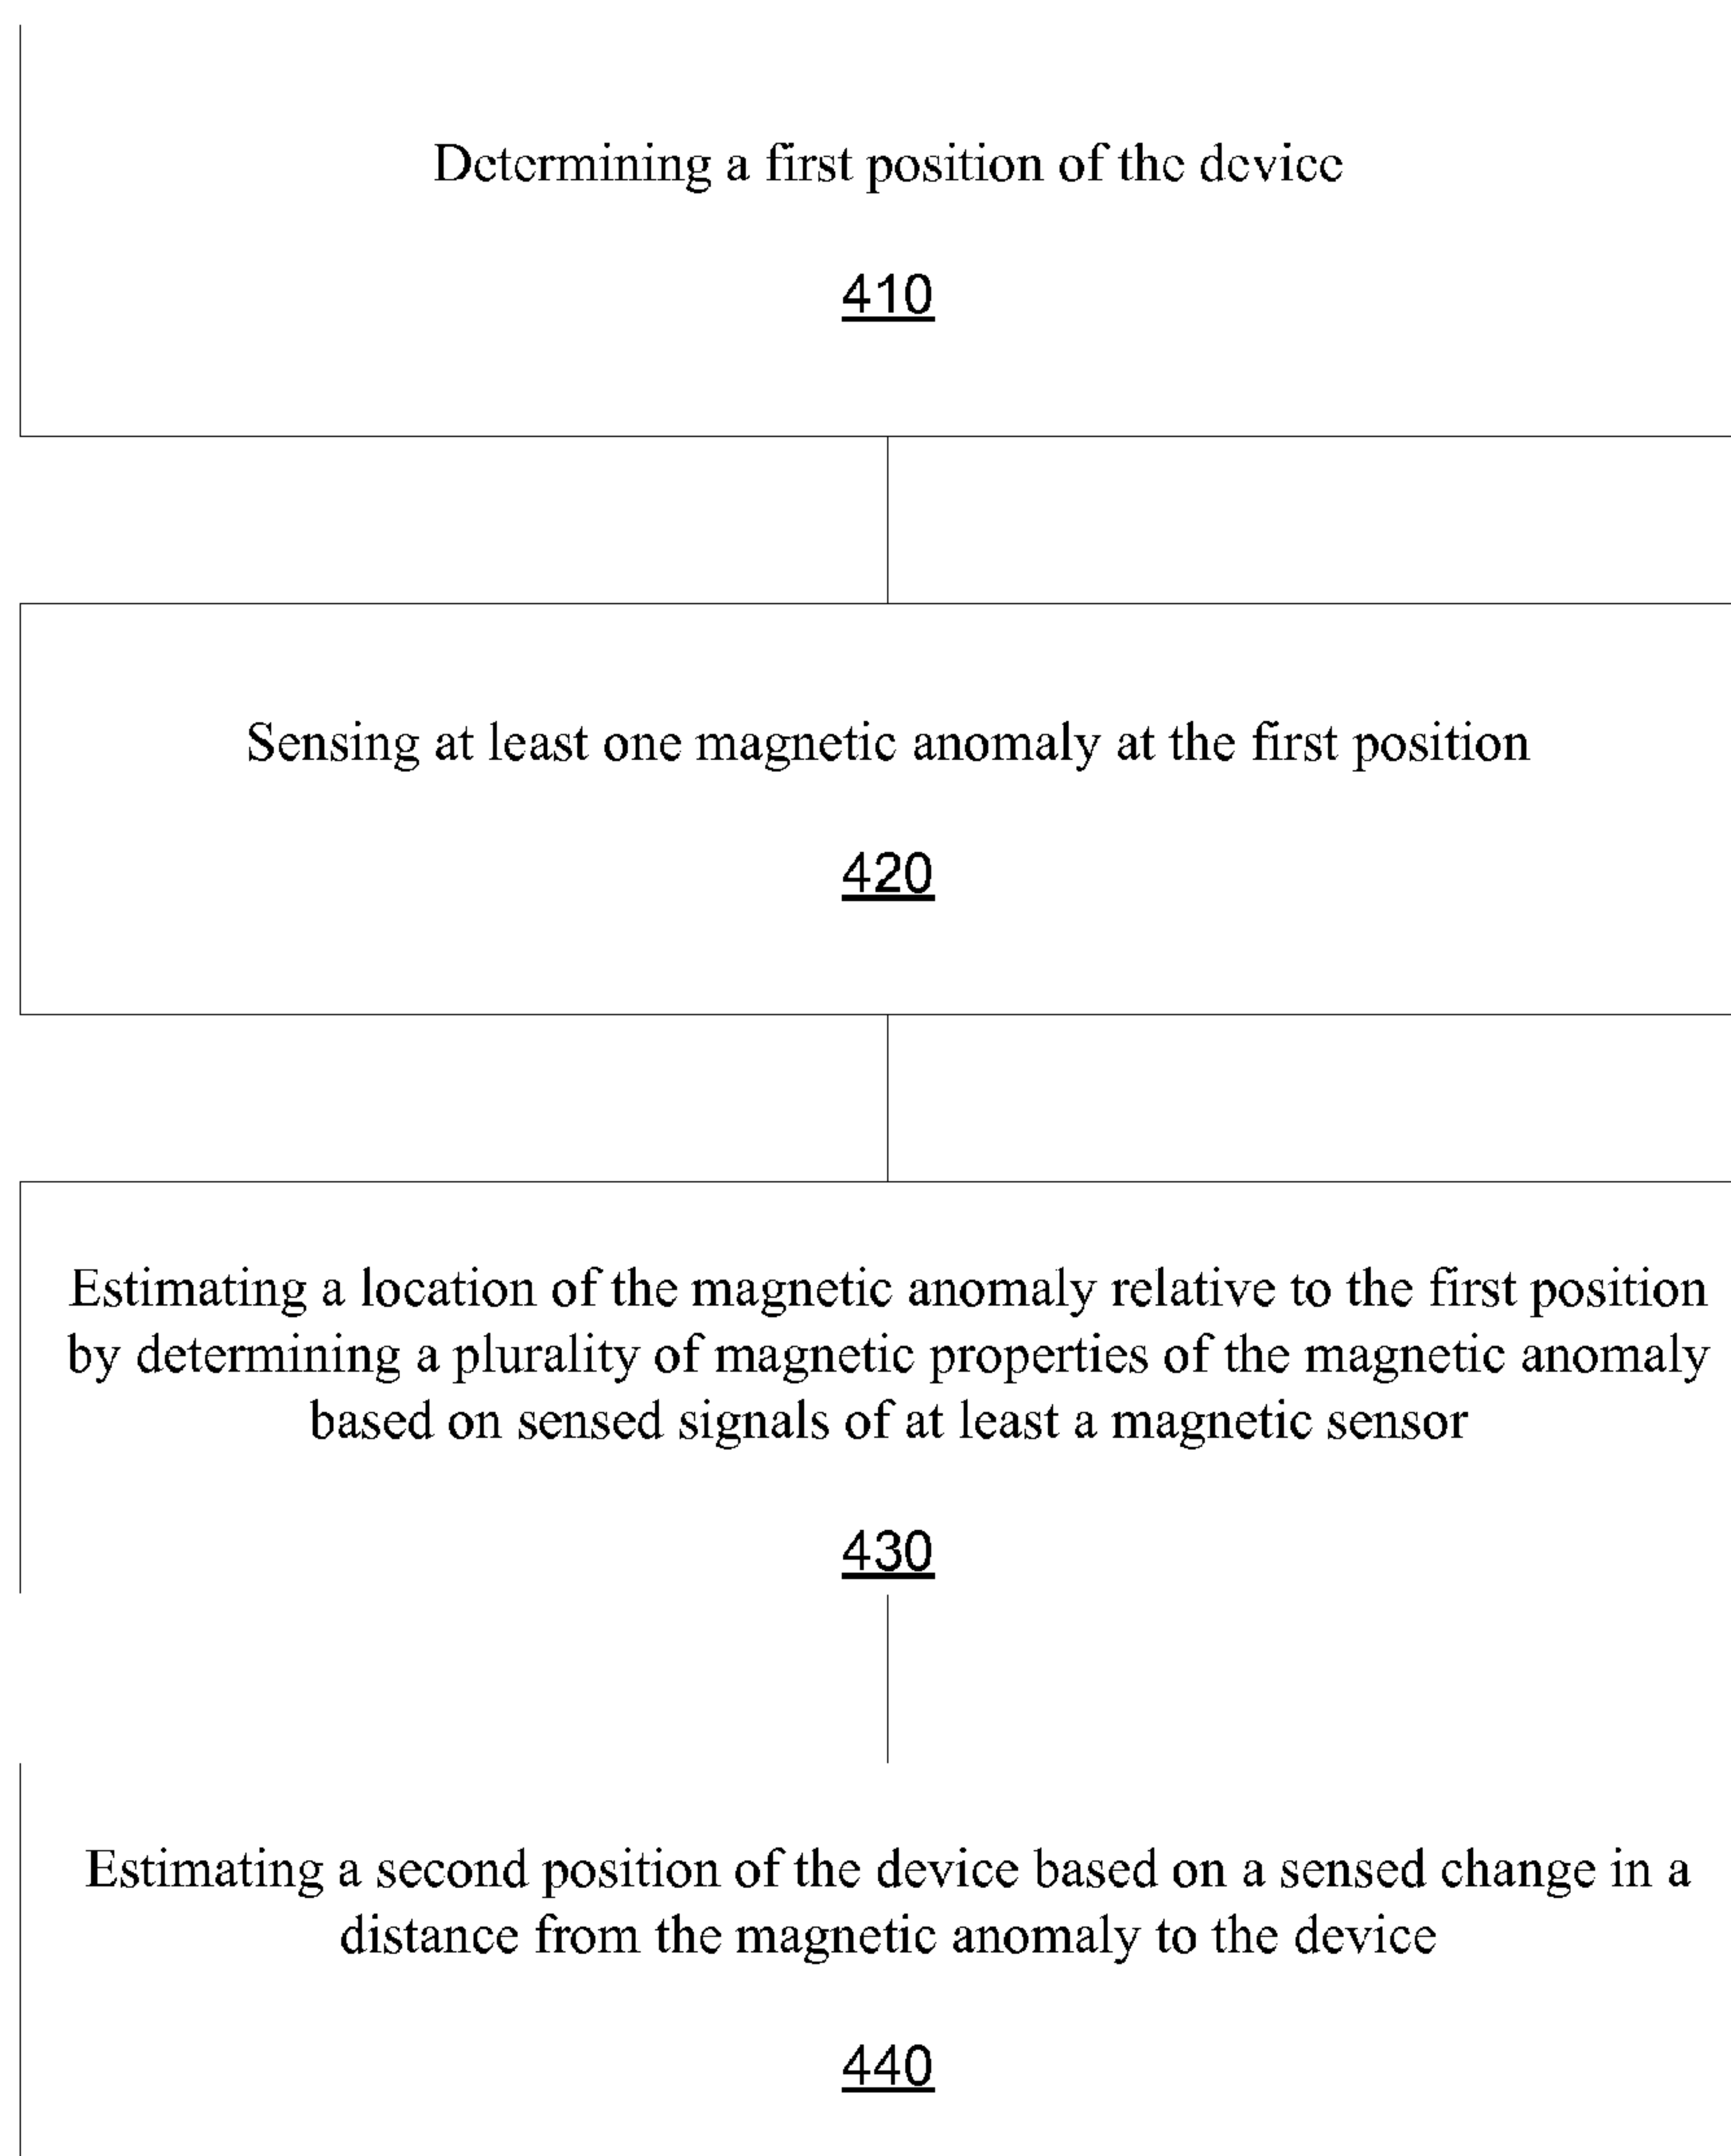 Determining a first position of the device
410
Sensing at least one magnetic anomaly at the first position
420
Estimating a location of the magnetic anomaly relative to the first position
by determining a plurality of magnetic properties of the magnetic anomaly
based on sensed signals of at least a magnetic sensor
430
Estimating a second position of the device based on a sensed change in a
distance from the magnetic anomaly to the device
440